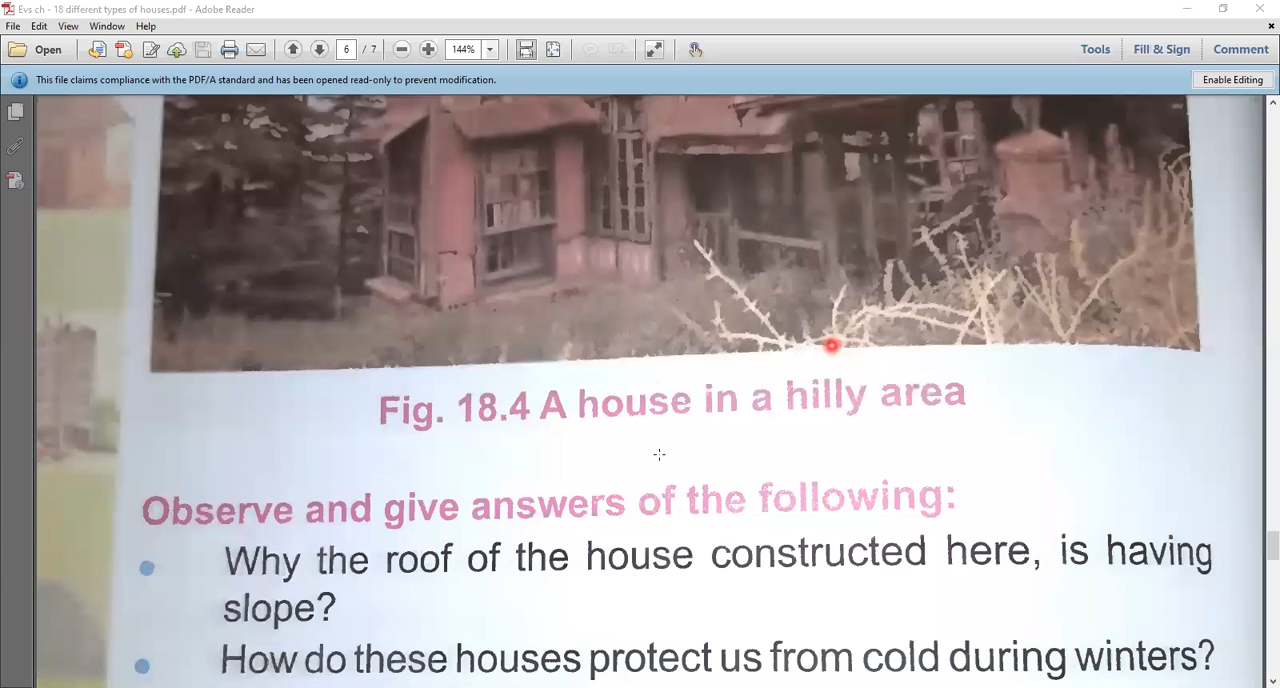 Evs ch - 18 different types of houses.pdf - Adobe Reader
File Edit View Window Help
Open 6 / 7 144% Tools Fill & Sign Comment
This file claims compliance with the PDF/A standard and has been opened read-only to prevent modification. Enable Editing
Fig. 18.4 A house in a hilly area
Observe and give answers of the following:
Why the roof of the house constructed here, is having
slope?
How do these houses protect us from cold during winters?